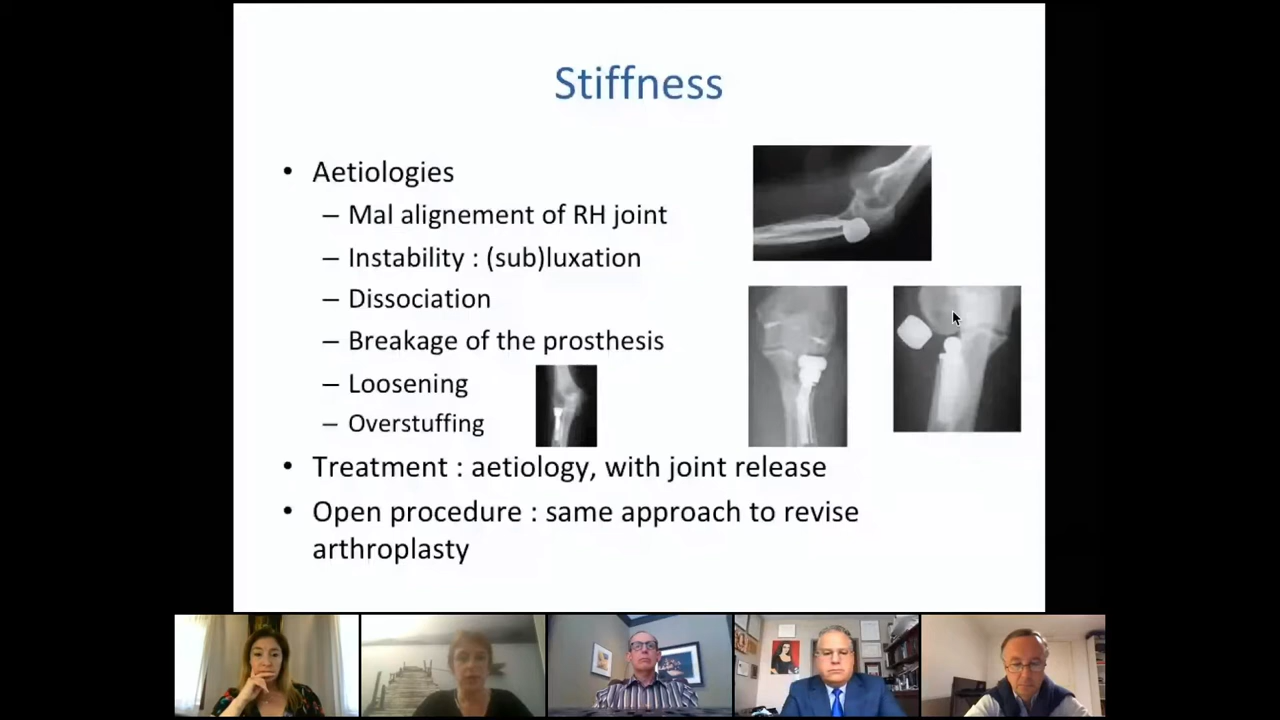 Stiffness
• Aetiologies
– Mal alignement of RH joint
– Instability : (sub)luxation
– Dissociation
– Breakage of the prosthesis
– Loosening
– Overstuffing
• Treatment : aetiology, with joint release
• Open procedure : same approach to revise
arthroplasty